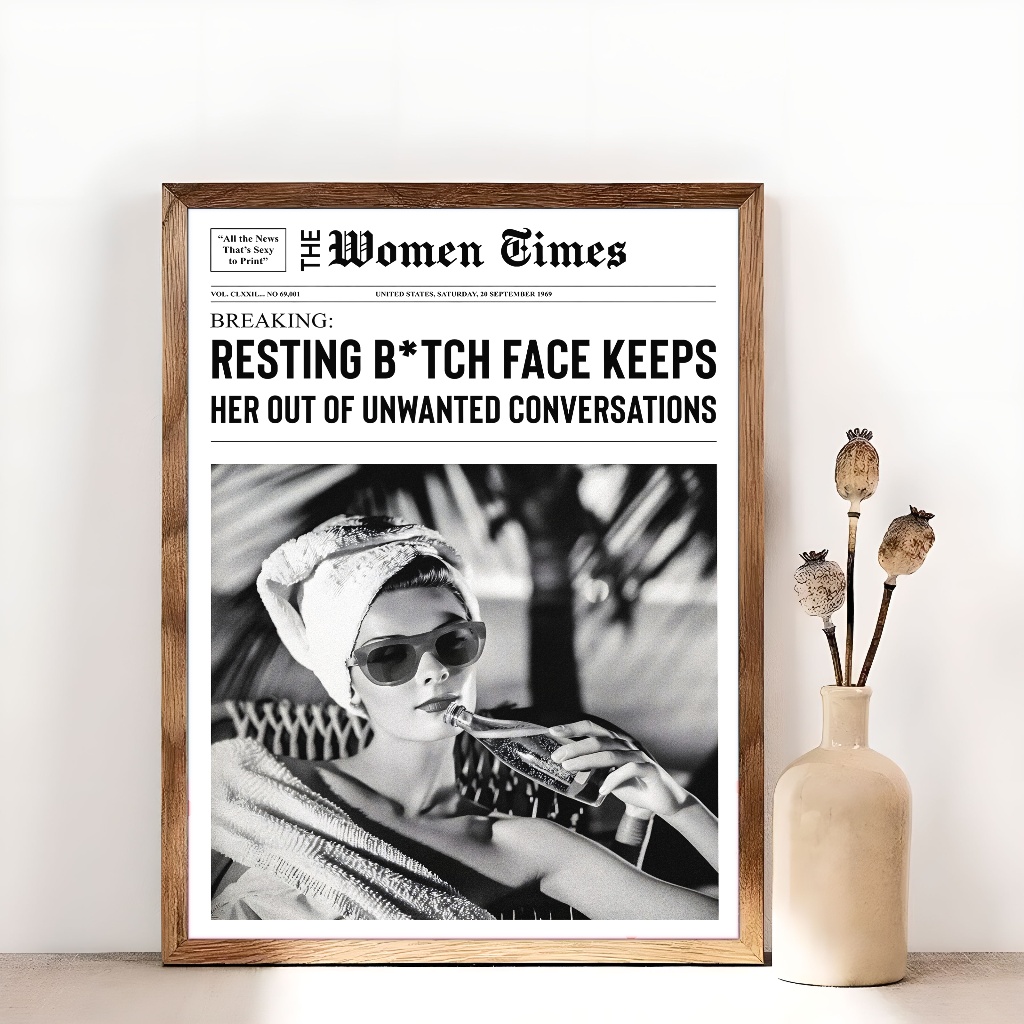 “All the News
That’s Sexy
to Print”
THE Women Times
VOL. CLXXII... NO 69,001
UNITED STATES, SATURDAY, 20 SEPTEMBER 1969
BREAKING:
RESTING B*TCH FACE KEEPS
HER OUT OF UNWANTED CONVERSATIONS